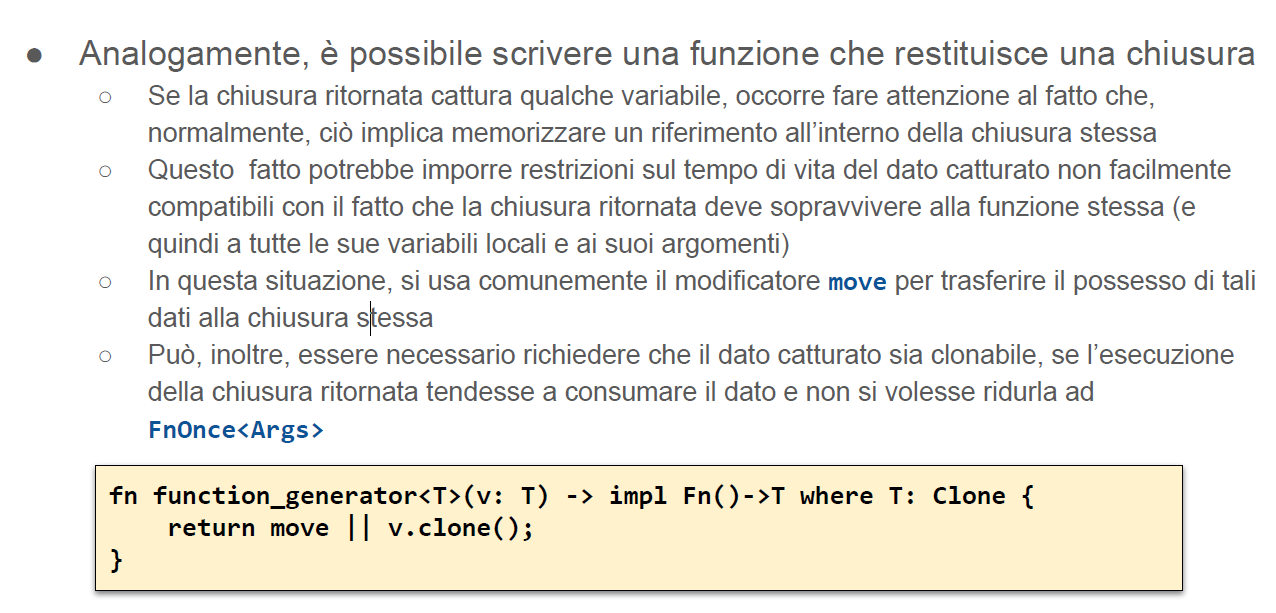 ● Analogamente, è possibile scrivere una funzione che restituisce una chiusura
○ Se la chiusura ritornata cattura qualche variabile, occorre fare attenzione al fatto che,
normalmente, ciò implica memorizzare un riferimento all’interno della chiusura stessa
○ Questo  fatto potrebbe imporre restrizioni sul tempo di vita del dato catturato non facilmente
compatibili con il fatto che la chiusura ritornata deve sopravvivere alla funzione stessa (e
quindi a tutte le sue variabili locali e ai suoi argomenti)
○ In questa situazione, si usa comunemente il modificatore move per trasferire il possesso di tali
dati alla chiusura stessa
○ Può, inoltre, essere necessario richiedere che il dato catturato sia clonabile, se l’esecuzione
della chiusura ritornata tendesse a consumare il dato e non si volesse ridurla ad
FnOnce<Args>
fn function_generator<T>(v: T) -> impl Fn()->T where T: Clone {
    return move || v.clone();
}